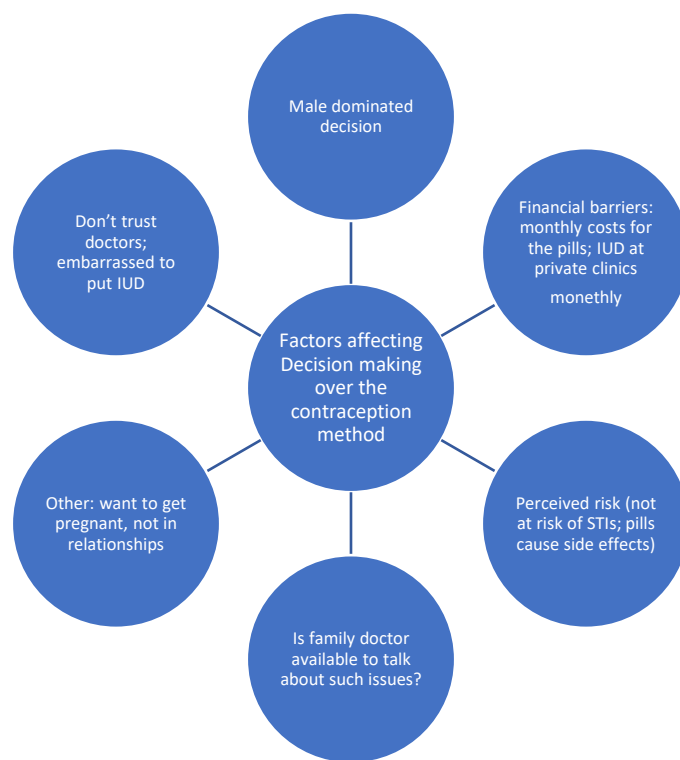 Male dominated
decision
Don’t trust
doctors;
embarrassed to
put IUD
Financial barriers:
monthly costs for
the pills; IUD at
private clinics
monethly
Factors affecting
Decision making
over the
contraception
method
Other: want to get
pregnant, not in
relationships
Perceived risk (not
at risk of STIs; pills
cause side effects)
Is family doctor
available to talk
about such issues?